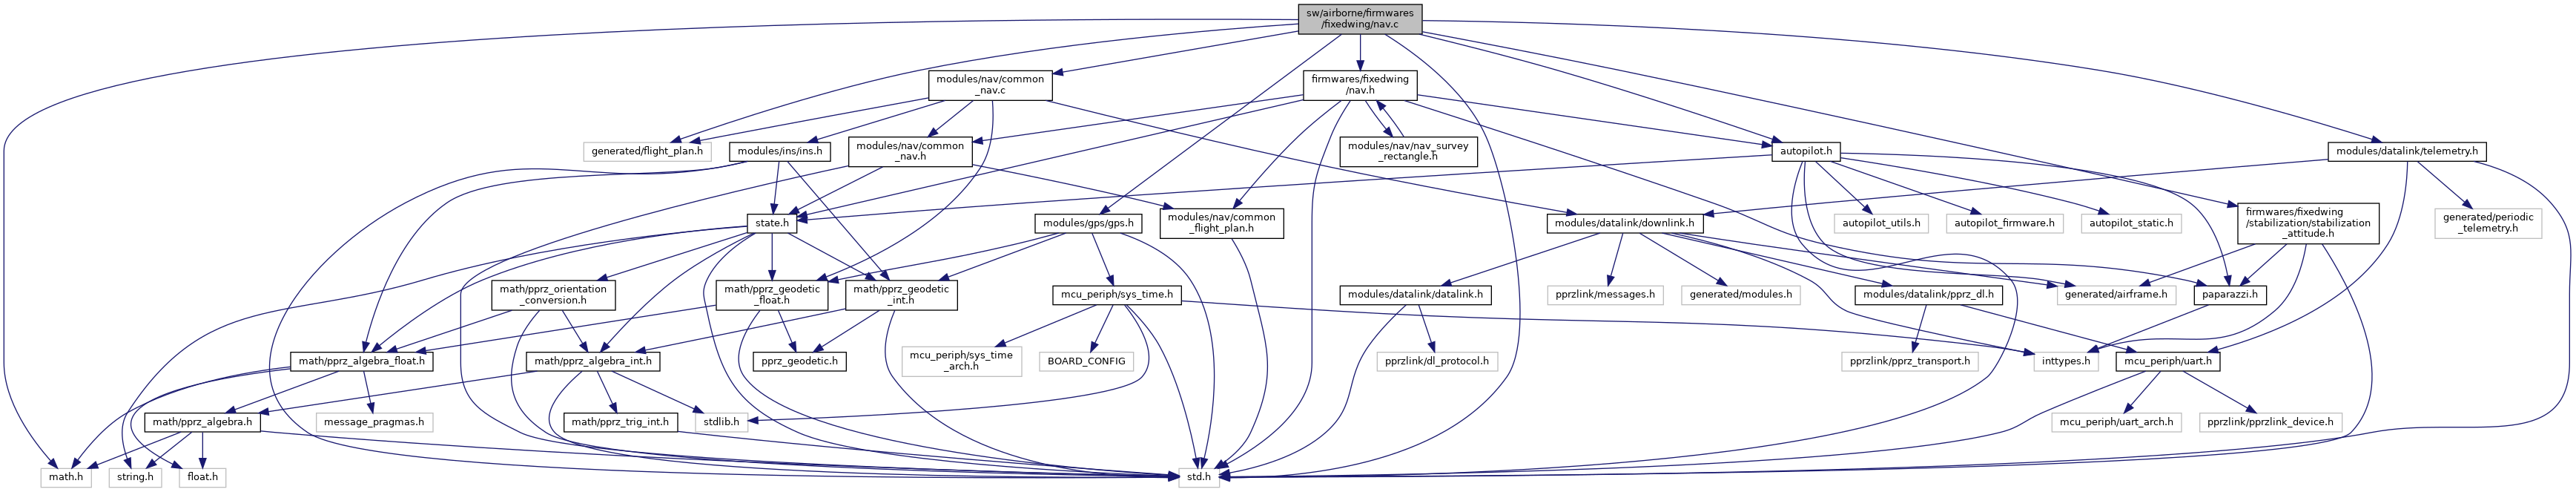 sw/airborne/firmwares
/fixedwing/nav.c
modules/nav/common
_nav.c
firmwares/fixedwing
/nav.h
generated/flight_plan.h
modules/ins/ins.h
modules/nav/common
_nav.h
modules/nav/nav_survey
_rectangle.h
autopilot.h
modules/datalink/telemetry.h
state.h
modules/gps/gps.h
modules/nav/common
_flight_plan.h
modules/datalink/downlink.h
autopilot_utils.h
autopilot_firmware.h
autopilot_static.h
firmwares/fixedwing
/stabilization/stabilization
_attitude.h
generated/periodic
_telemetry.h
math/pprz_orientation
_conversion.h
math/pprz_geodetic
_float.h
math/pprz_geodetic
_int.h
mcu_periph/sys_time.h
modules/datalink/datalink.h
pprzlink/messages.h
generated/modules.h
modules/datalink/pprz_dl.h
generated/airframe.h
paparazzi.h
math/pprz_algebra_float.h
math/pprz_algebra_int.h
pprz_geodetic.h
mcu_periph/sys_time
_arch.h
BOARD_CONFIG
pprzlink/dl_protocol.h
pprzlink/pprz_transport.h
inttypes.h
mcu_periph/uart.h
math/pprz_algebra.h
message_pragmas.h
math/pprz_trig_int.h
stdlib.h
mcu_periph/uart_arch.h
pprzlink/pprzlink_device.h
math.h
string.h
float.h
std.h